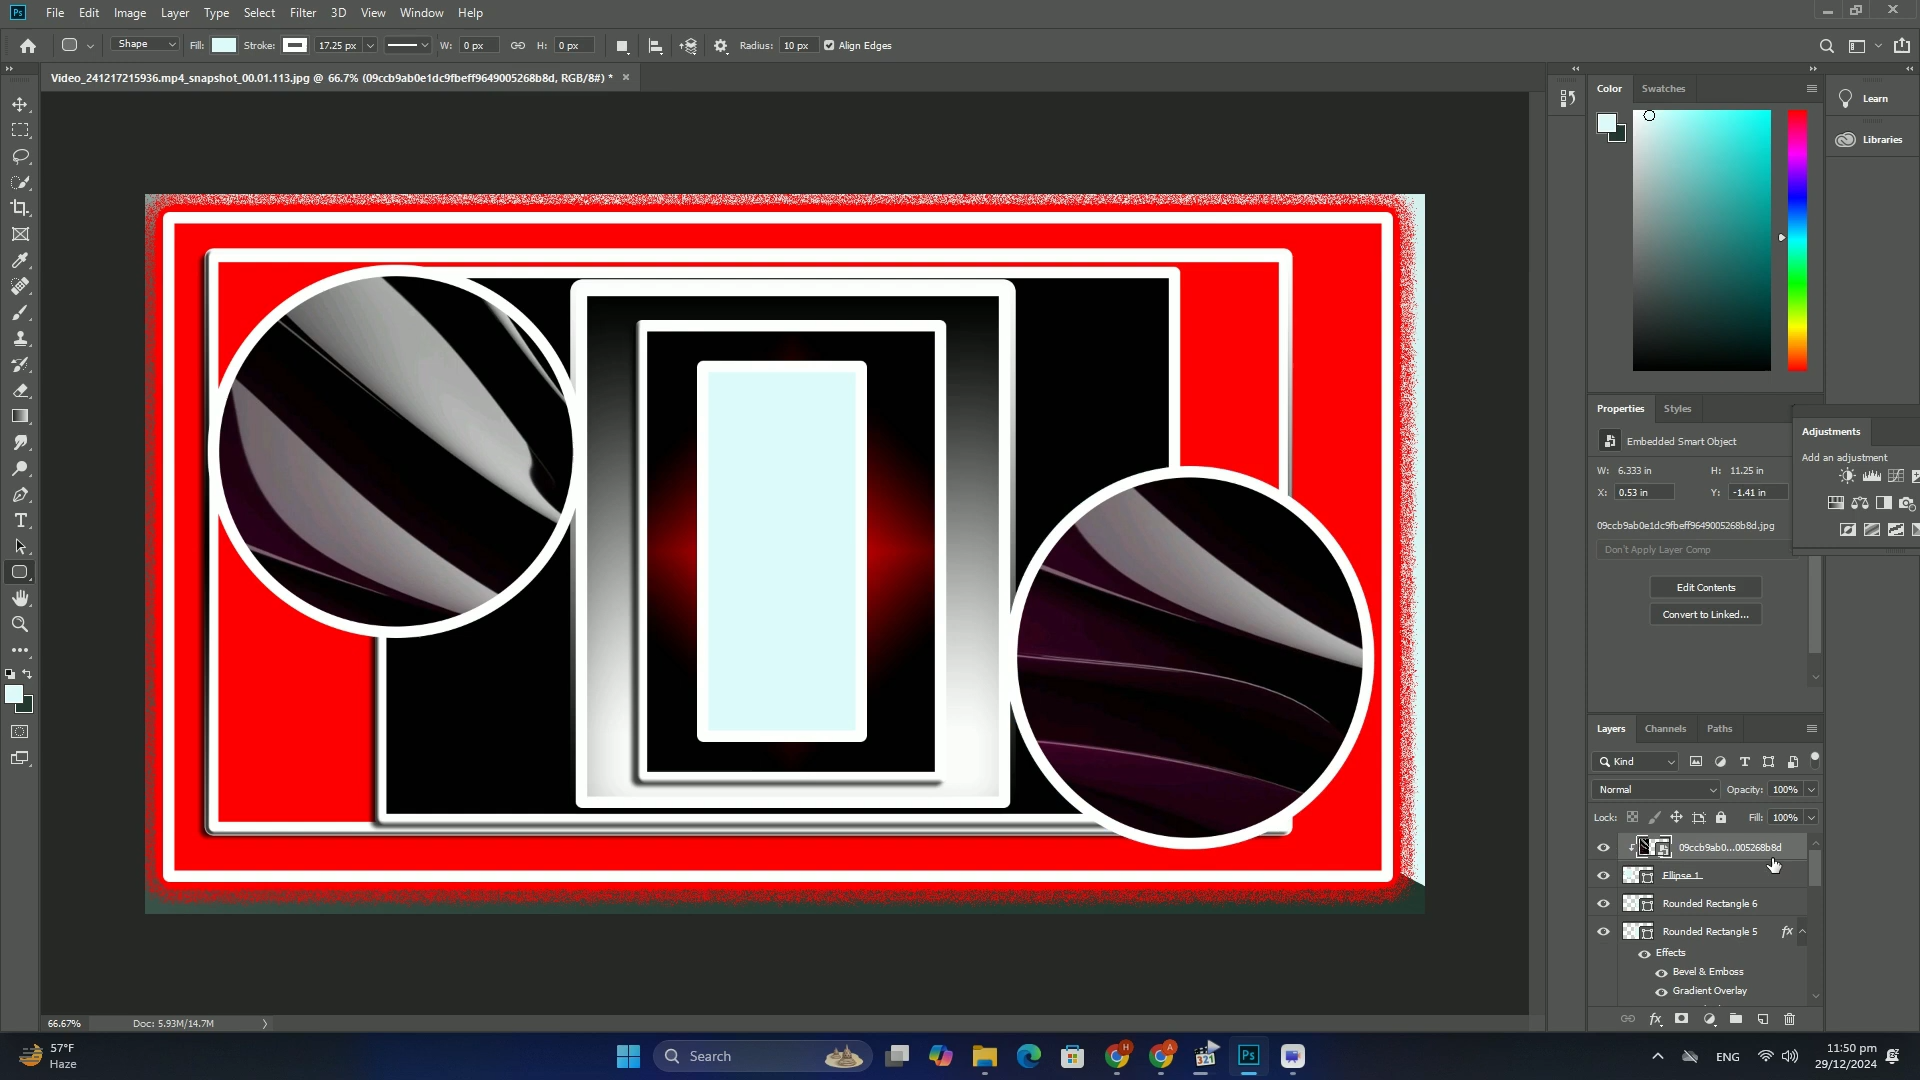 Ps File Edit Image Layer Type Select Filter 3D View Window Help
Shape Fill: Stroke: 17.25 px W: 0 px H: 0 px Radius: 10 px Align Edges
Video_241217215936.mp4_snapshot_00.01.113.jpg @ 66.7% (09ccb9ab0e1dc9fbeff9649005268b8d, RGB/8#) *
Color Swatches
Learn
Libraries
Properties Styles
Embedded Smart Object
W: 6.333 in H: 11.25 in
X: 0.53 in Y: -1.41 in
09ccb9ab0e1dc9fbeff9649005268b8d.jpg
Don't Apply Layer Comp
Edit Contents
Convert to Linked...
Adjustments
Add an adjustment
Layers Channels Paths
Kind
Normal Opacity: 100%
Lock: Fill: 100%
09ccb9ab0...005268b8d
Ellipse 1
Rounded Rectangle 6
Rounded Rectangle 5 fx
Effects
Bevel & Emboss
Gradient Overlay
fx
66.67% Doc: 5.93M/14.7M
57°F
Haze
Search
H
A
321
Ps
ENG
11:50 pm
29/12/2024